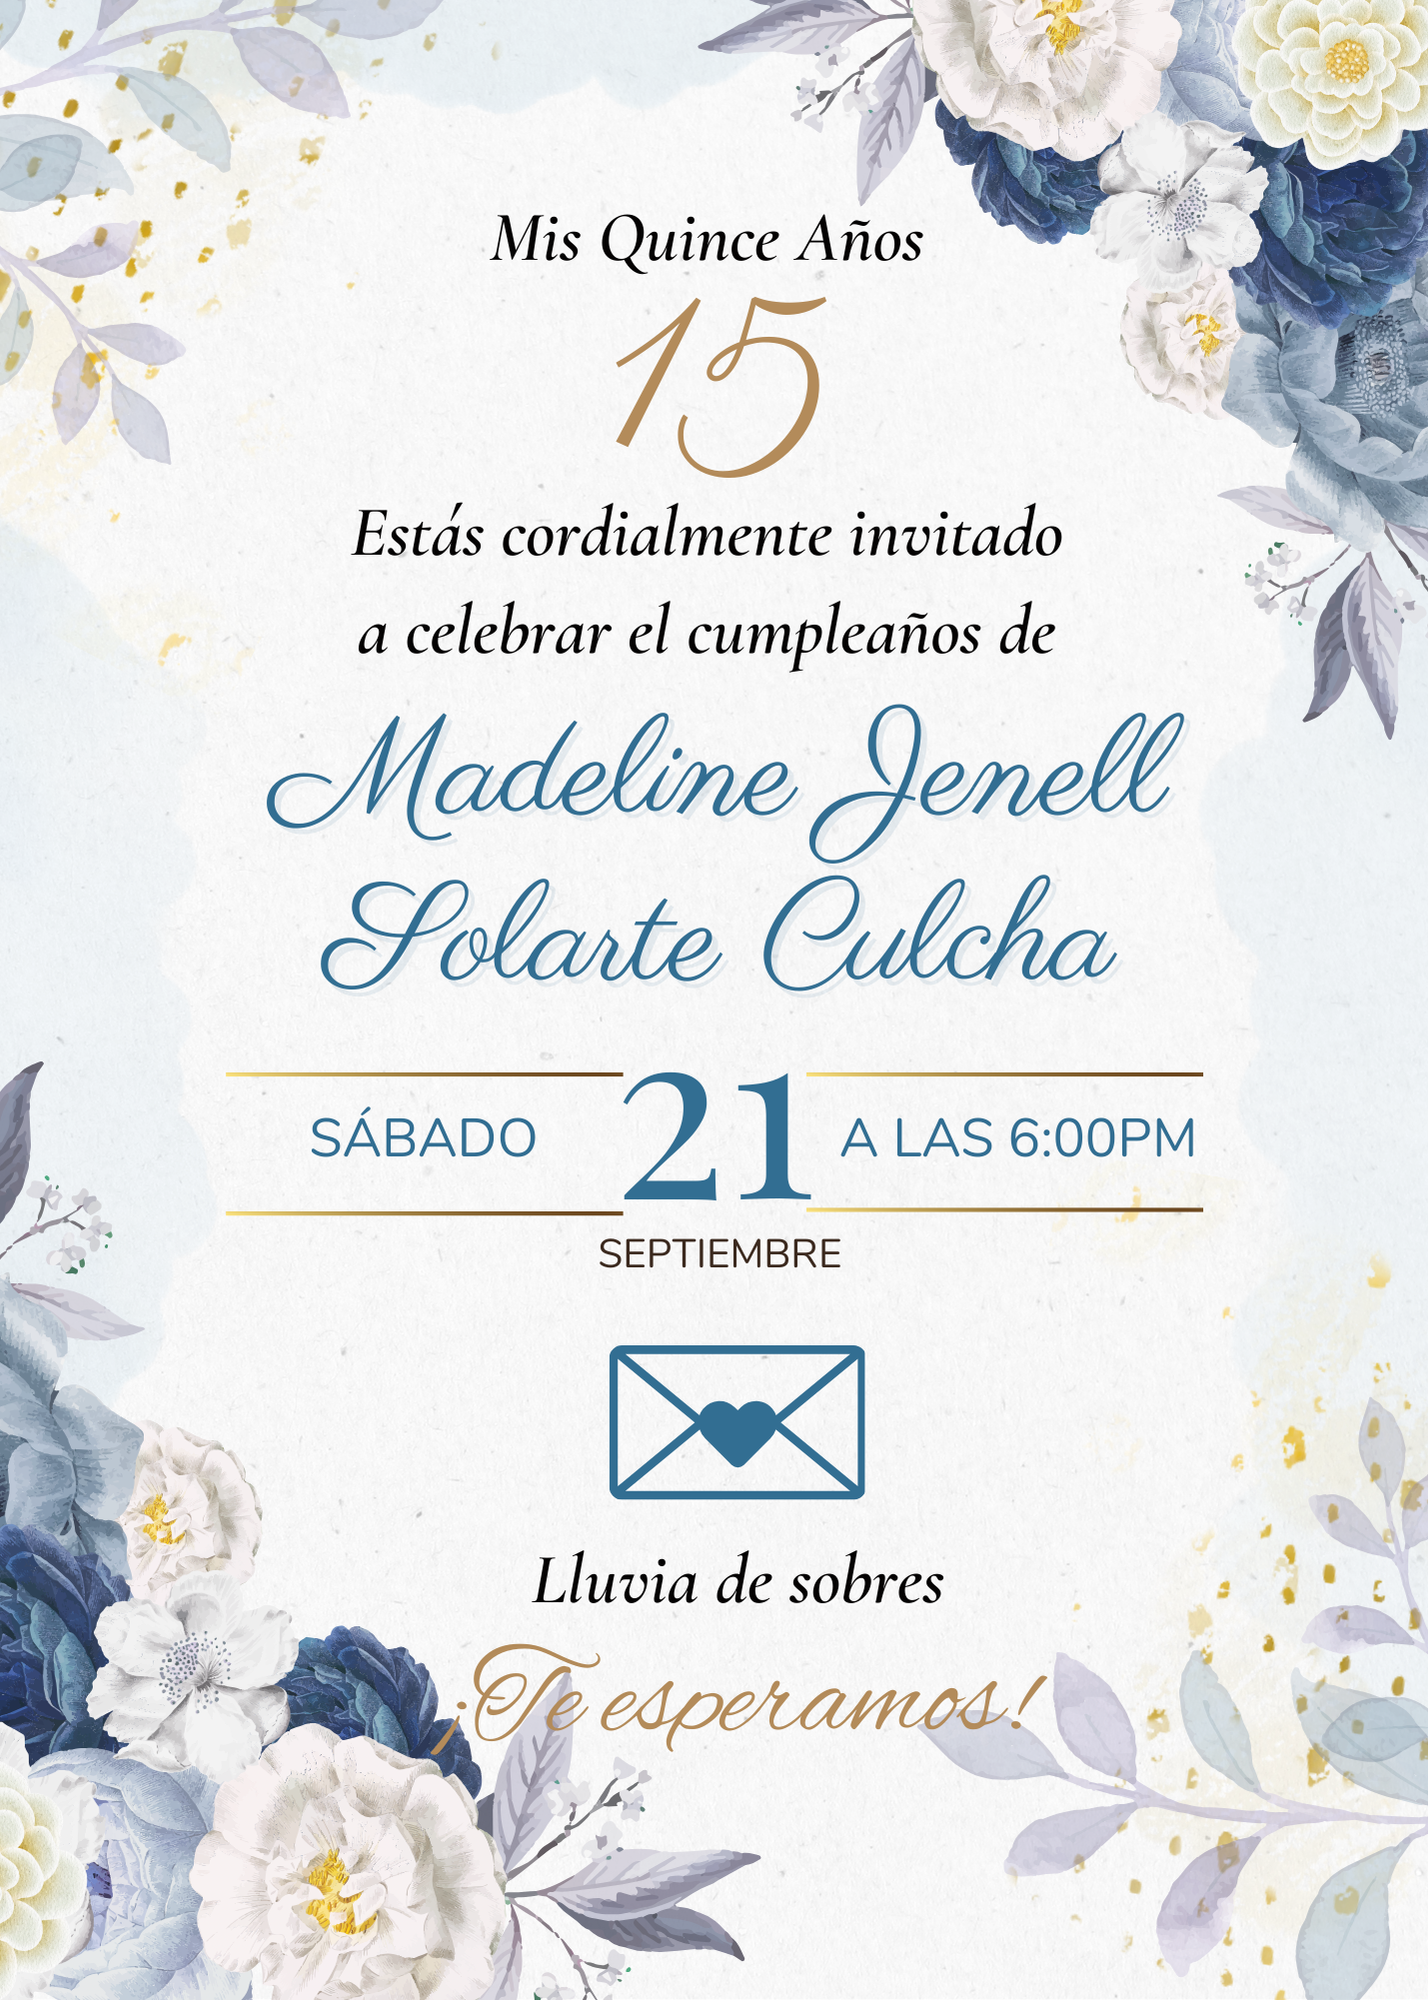 Mis Quince Años
15
Estás cordialmente invitado
a celebrar el cumpleaños de
Madeline Jenell
Solarte Culcha
SÁBADO 21 A LAS 6:00PM
SEPTIEMBRE
Lluvia de sobres
¡Te esperamos!